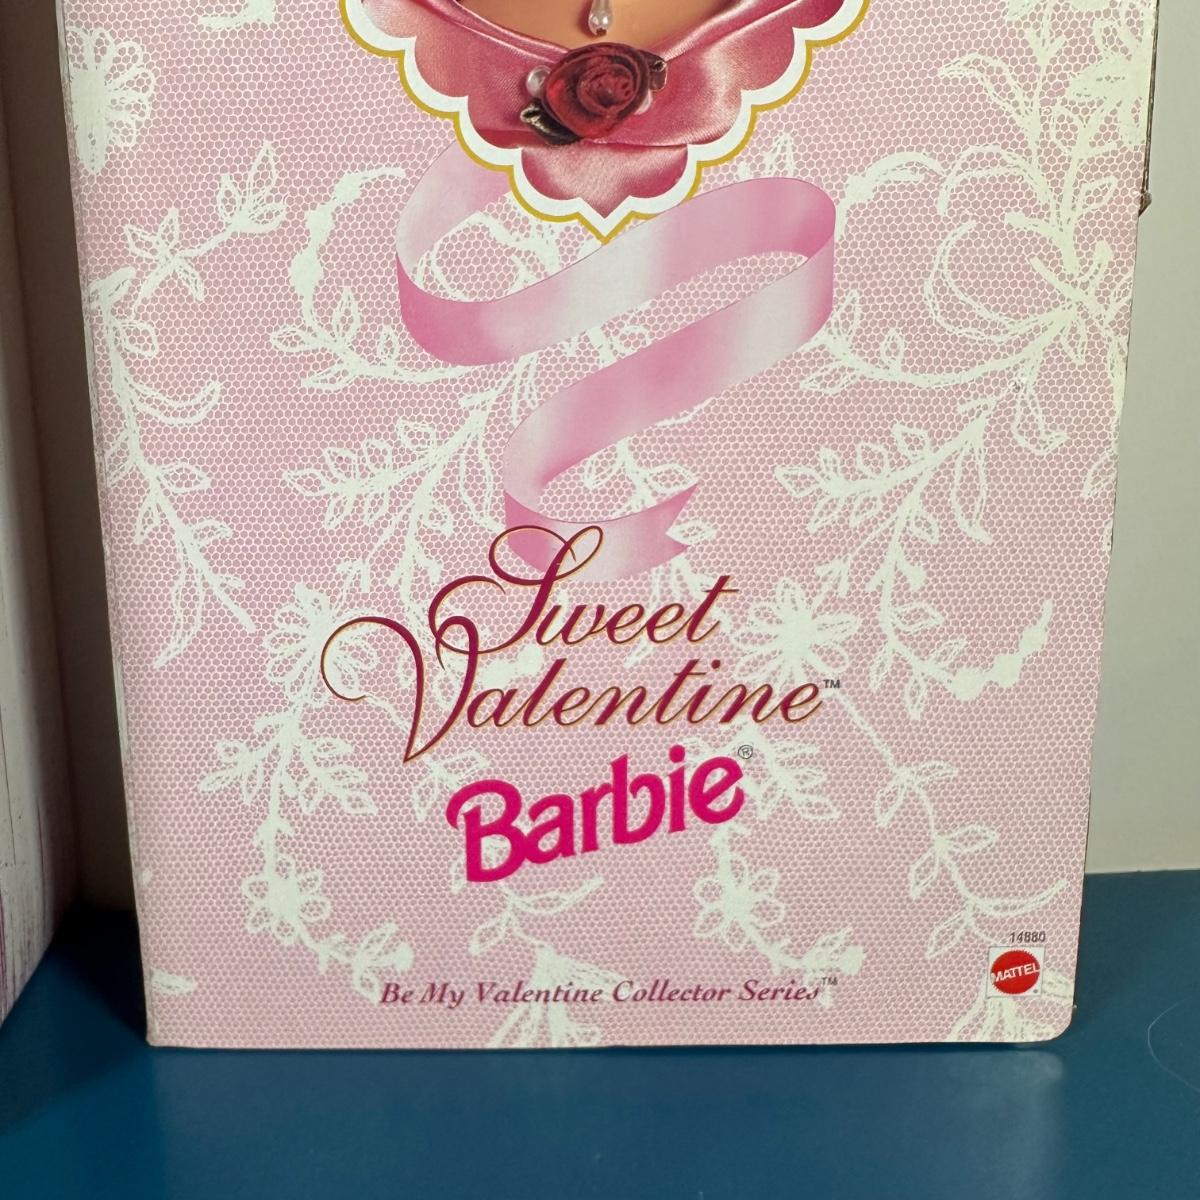 Sweet
Valentine™
Barbie®
14880
MATTEL
®
Be My Valentine Collector Series™